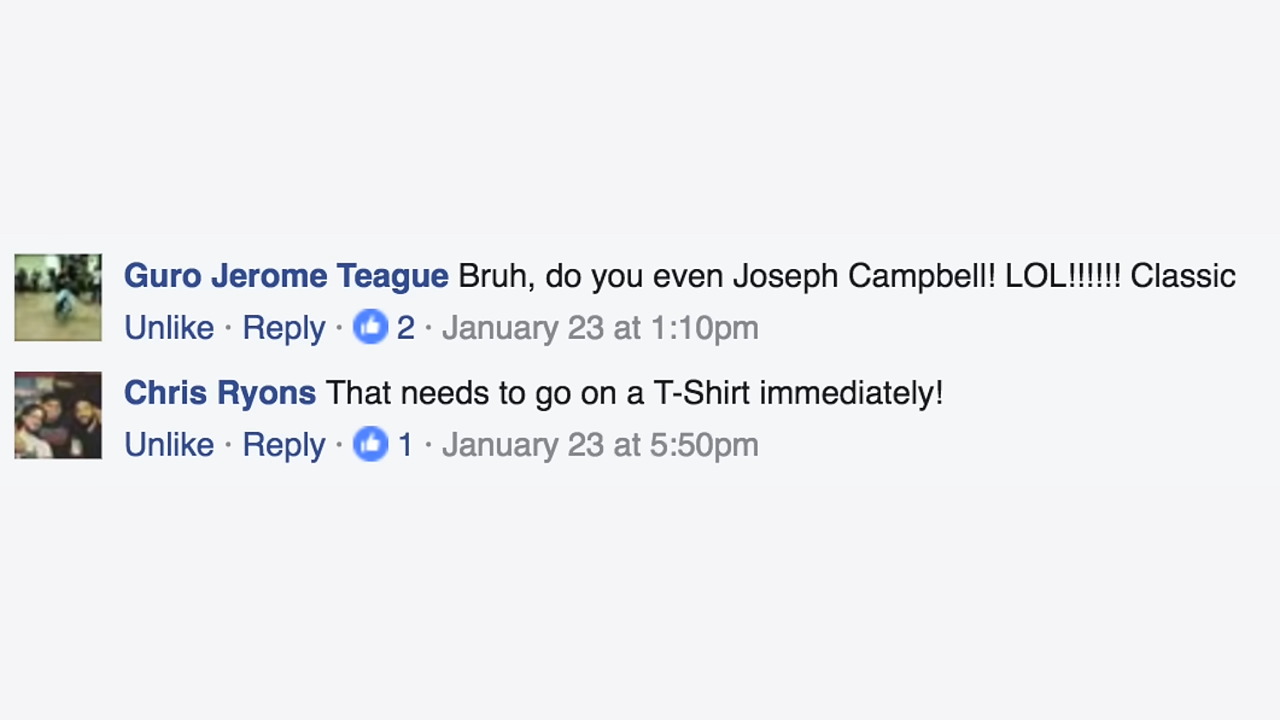 Guro Jerome Teague Bruh, do you even Joseph Campbell! LOL!!!!!! Classic
Unlike · Reply · 2 · January 23 at 1:10pm
Chris Ryons That needs to go on a T-Shirt immediately!
Unlike · Reply · 1 · January 23 at 5:50pm